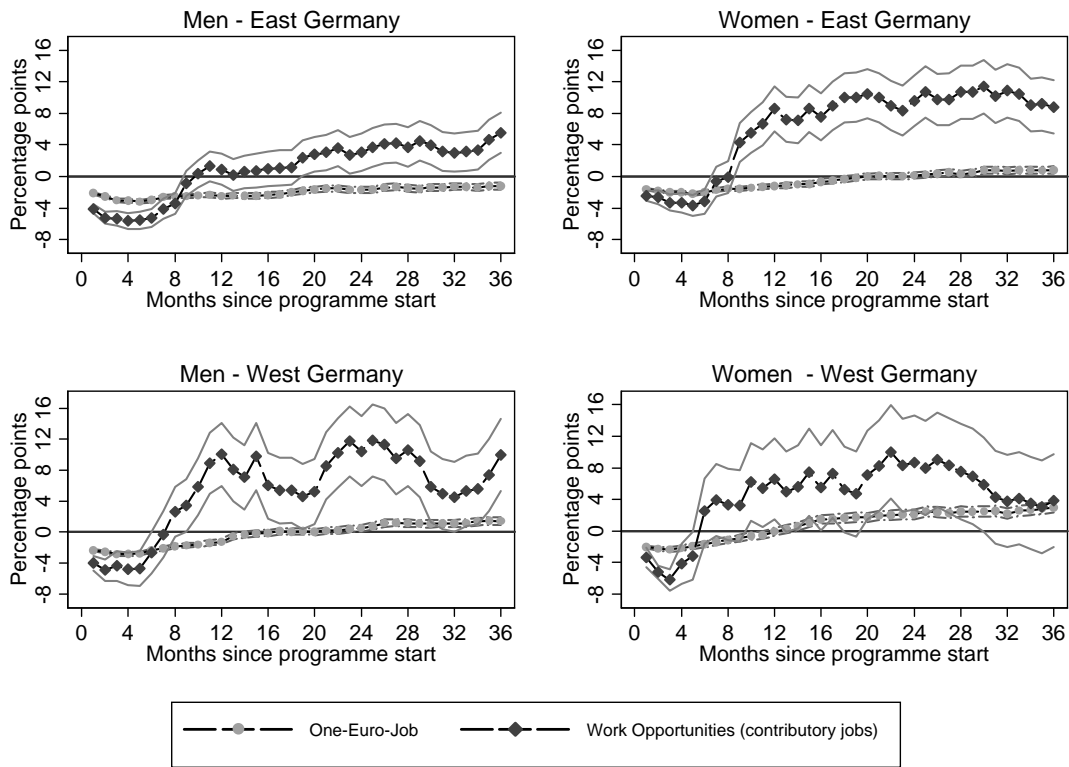 Men - East Germany
Percentage points
-8 -4 0 4 8 12 16
0 4 8 12 16 20 24 28 32 36
Months since programme start
Women - East Germany
Percentage points
-8 -4 0 4 8 12 16
0 4 8 12 16 20 24 28 32 36
Months since programme start
Men - West Germany
Percentage points
-8 -4 0 4 8 12 16
0 4 8 12 16 20 24 28 32 36
Months since programme start
Women - West Germany
Percentage points
-8 -4 0 4 8 12 16
0 4 8 12 16 20 24 28 32 36
Months since programme start
One-Euro-Job
Work Opportunities (contributory jobs)